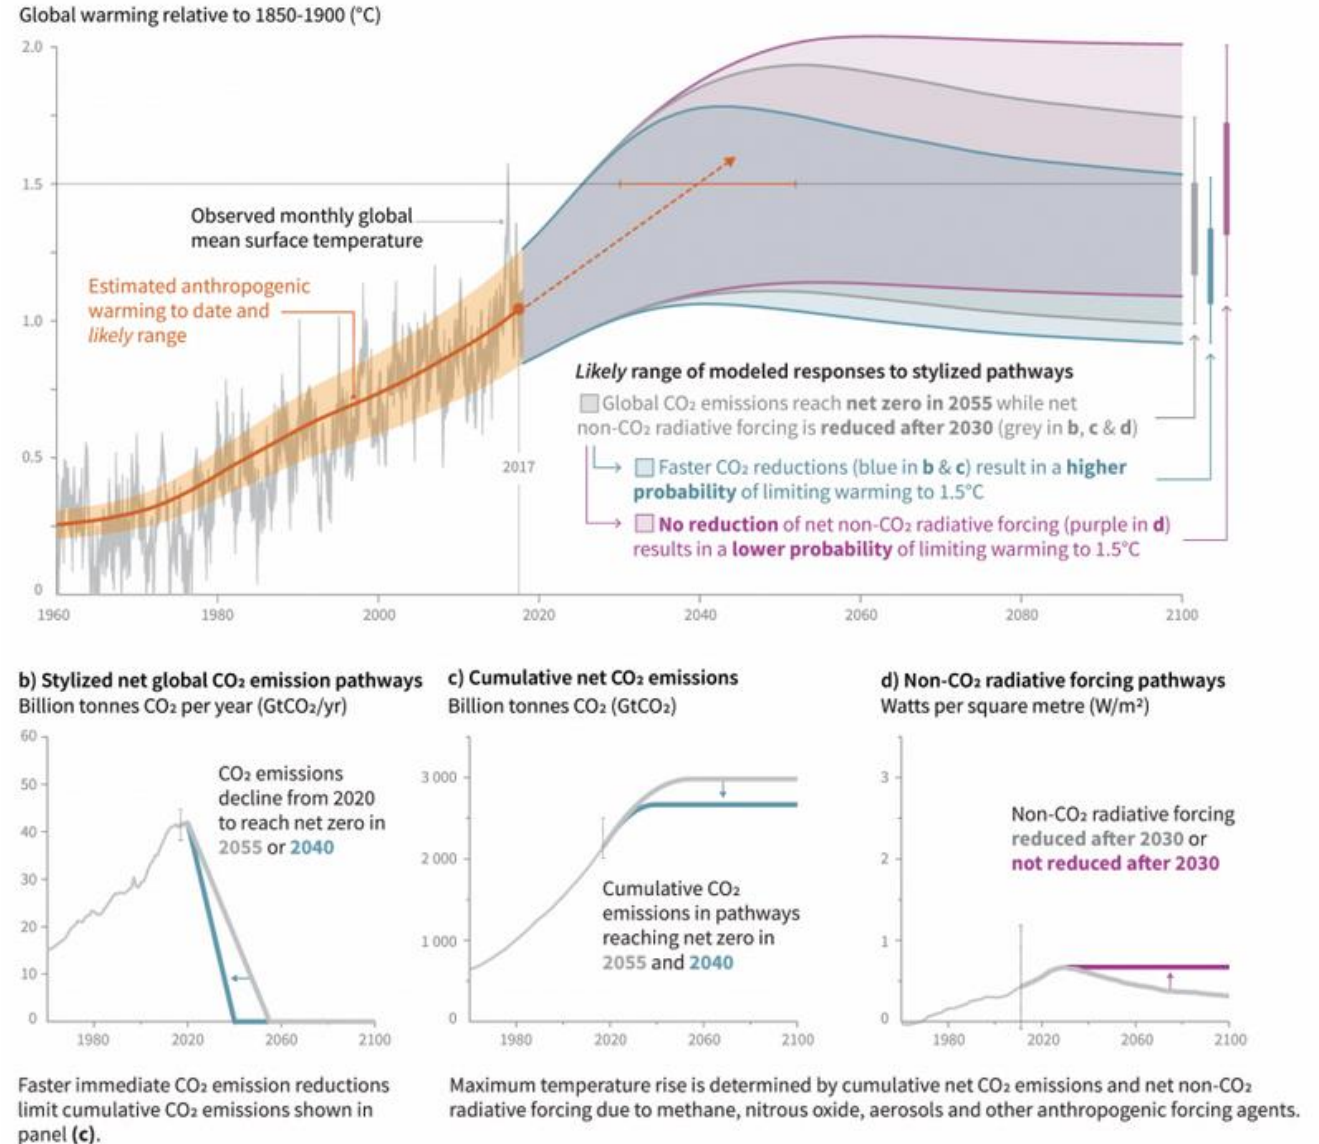 Global warming relative to 1850-1900 (°C)
2.0
1.5
1.0
0.5
0
Observed monthly global
mean surface temperature
Estimated anthropogenic
warming to date and
likely range
2017
Likely range of modeled responses to stylized pathways
Global CO₂ emissions reach net zero in 2055 while net
non-CO₂ radiative forcing is reduced after 2030 (grey in b, c & d)
Faster CO₂ reductions (blue in b & c) result in a higher
probability of limiting warming to 1.5°C
No reduction of net non-CO₂ radiative forcing (purple in d)
results in a lower probability of limiting warming to 1.5°C
1960 1980 2000 2020 2040 2060 2080 2100
b) Stylized net global CO₂ emission pathways
Billion tonnes CO₂ per year (GtCO₂/yr)
60
50
40
30
20
10
0
CO₂ emissions
decline from 2020
to reach net zero in
2055 or 2040
1980 2020 2060 2100
Faster immediate CO₂ emission reductions
limit cumulative CO₂ emissions shown in
panel (c).
c) Cumulative net CO₂ emissions
Billion tonnes CO₂ (GtCO₂)
3 000
2 000
1 000
0
Cumulative CO₂
emissions in pathways
reaching net zero in
2055 and 2040
1980 2020 2060 2100
d) Non-CO₂ radiative forcing pathways
Watts per square metre (W/m²)
3
2
1
0
Non-CO₂ radiative forcing
reduced after 2030 or
not reduced after 2030
1980 2020 2060 2100
Maximum temperature rise is determined by cumulative net CO₂ emissions and net non-CO₂
radiative forcing due to methane, nitrous oxide, aerosols and other anthropogenic forcing agents.